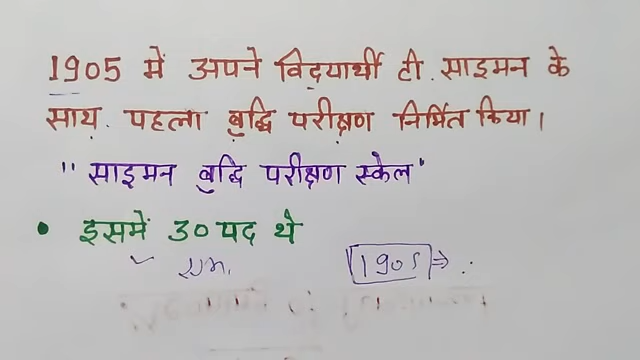 1905 में अपने विद्यार्थी टी. साइमन के
साथ. पहला बुद्धि परीक्षण निर्मित किया।
"साइमन बुद्धि परीक्षण स्केल"
• इसमें 30 पद थे
1905 ⇒ :